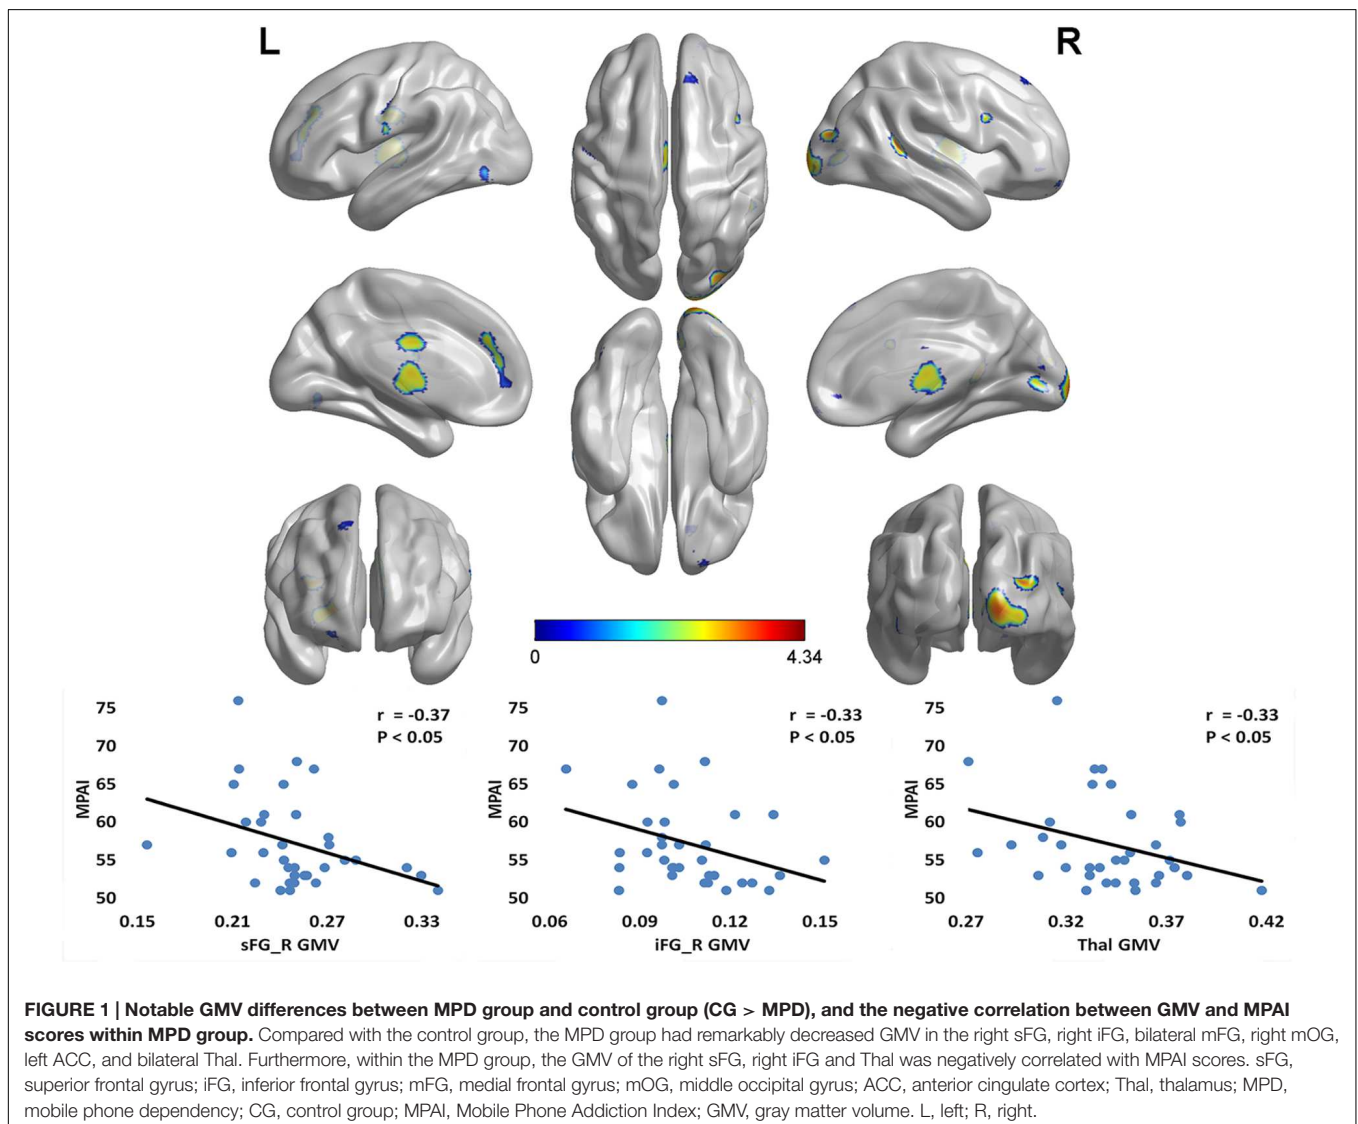 L
R
0
4.34
r = -0.37
P < 0.05
75
70
65
60
55
50
MPAI
0.15
0.21
0.27
0.33
sFG_R GMV
r = -0.33
P < 0.05
75
70
65
60
55
50
MPAI
0.06
0.09
0.12
0.15
iFG_R GMV
r = -0.33
P < 0.05
75
70
65
60
55
50
MPAI
0.27
0.32
0.37
0.42
Thal GMV
FIGURE 1 | Notable GMV differences between MPD group and control group (CG > MPD), and the negative correlation between GMV and MPAI
scores within MPD group. Compared with the control group, the MPD group had remarkably decreased GMV in the right sFG, right iFG, bilateral mFG, right mOG,
left ACC, and bilateral Thal. Furthermore, within the MPD group, the GMV of the right sFG, right iFG and Thal was negatively correlated with MPAI scores. sFG,
superior frontal gyrus; iFG, inferior frontal gyrus; mFG, medial frontal gyrus; mOG, middle occipital gyrus; ACC, anterior cingulate cortex; Thal, thalamus; MPD,
mobile phone dependency; CG, control group; MPAI, Mobile Phone Addiction Index; GMV, gray matter volume. L, left; R, right.